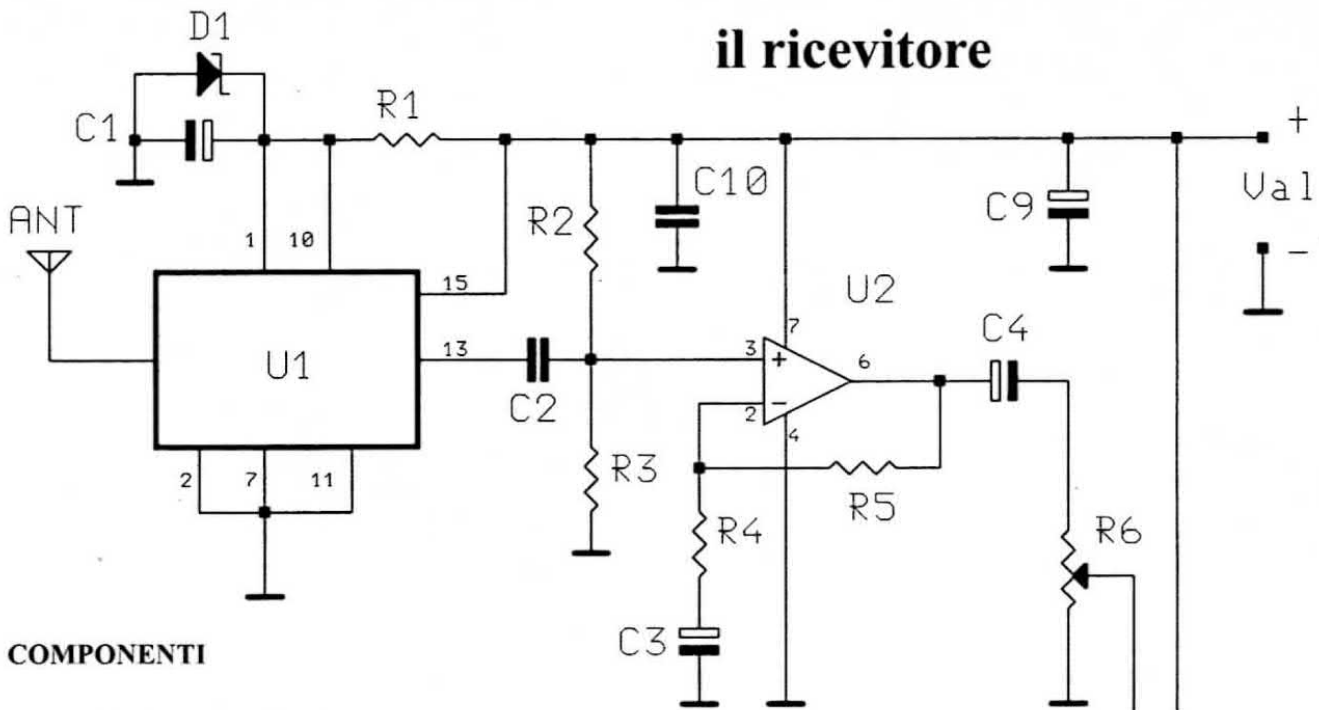 il ricevitore
D1
C1
R1
+
Val
-
ANT
1
10
R2
C10
C9
15
U2
7
U1
13
C2
3
+
6
C4
2
-
4
2
7
11
R3
R5
R4
R6
C3
COMPONENTI